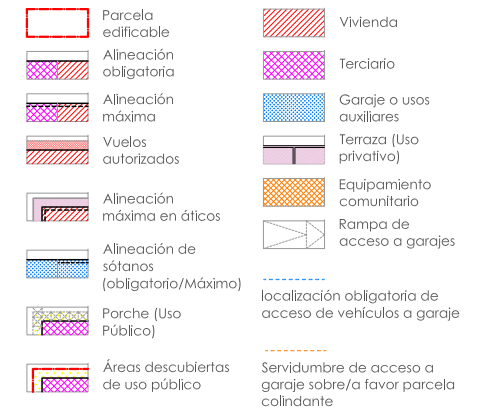 Parcela
edificable
Alineación
obligatoria
Alineación
máxima
Vuelos
autorizados
Alineación
máxima en áticos
Alineación de
sótanos
(obligatorio/Máximo)
Porche (Uso
Público)
Áreas descubiertas
de uso público
Vivienda
Terciario
Garaje o usos
auxiliares
Terraza (Uso
privativo)
Equipamiento
comunitario
Rampa de
acceso a garajes
localización obligatoria de
acceso de vehículos a garaje
Servidumbre de acceso a
garaje sobre/a favor parcela
colindante